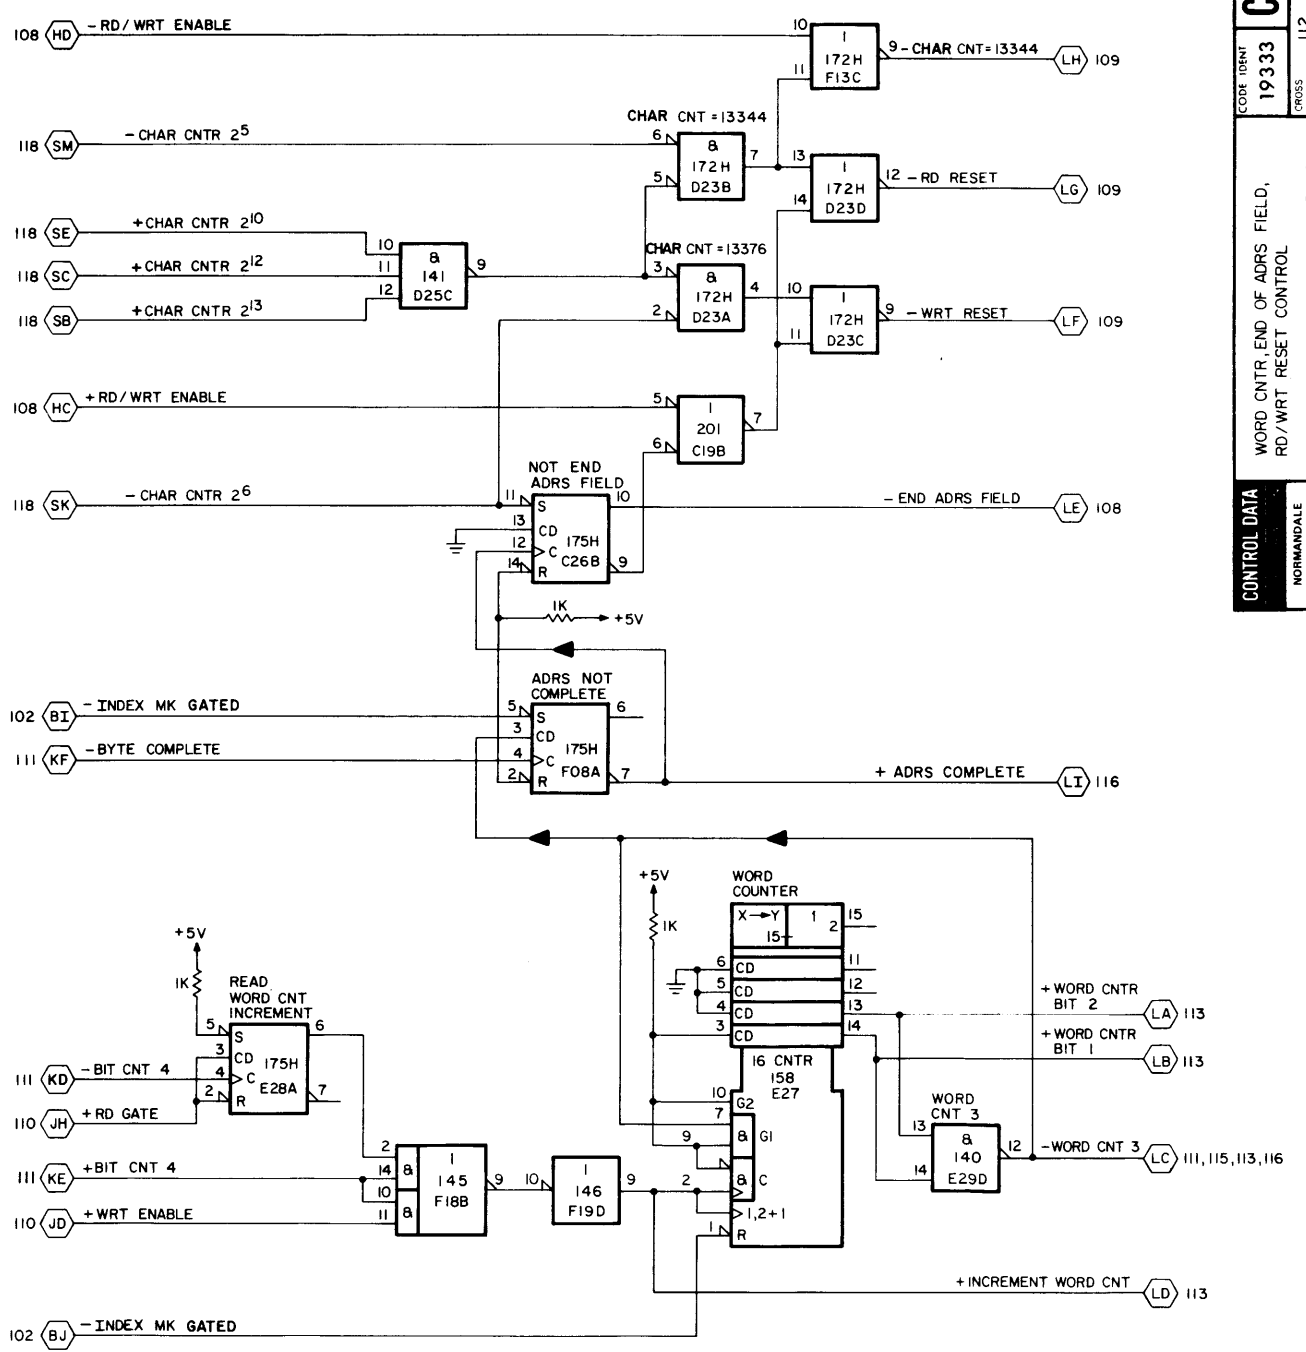 108 HD - RD/ WRT ENABLE
10
1
172H
F13C
11
9 - CHAR CNT=13344
LH 109
CHAR CNT =13344
118 SM - CHAR CNTR 2^5
6
&
172H
D23B
5
7
13
1
172H
D23D
14
12 - RD RESET
LG 109
118 SE + CHAR CNTR 2^10
10
118 SC + CHAR CNTR 2^12
11
118 SB + CHAR CNTR 2^13
12
&
141
D25C
9
CHAR CNT =13376
3
&
172H
D23A
2
4
10
1
172H
D23C
11
9 - WRT RESET
LF 109
108 HC + RD/WRT ENABLE
5
1
201
C19B
6
7
NOT END
ADRS FIELD
118 SK - CHAR CNTR 2^6
11 S
13 CD
12 C
14 R
175H
C26B
10
9
- END ADRS FIELD
LE 108
1K
+5V
ADRS NOT
COMPLETE
102 BI - INDEX MK GATED
5 S
3 CD
111 KF - BYTE COMPLETE
4 C
2 R
175H
F08A
6
7
+ ADRS COMPLETE
LI 116
+5V
1K
WORD
COUNTER
X→Y
15
1
2
15
6 CD 11
5 CD 12
4 CD 13
3 CD 14
16 CNTR
158
E27
10 G2
7
& G1
9
& C
2
1,2+1
1 R
+ WORD CNTR
BIT 2
LA 113
+ WORD CNTR
BIT 1
LB 113
WORD
CNT 3
13
&
140
E29D
14
12
- WORD CNT 3
LC 111,115,113,116
+5V
1K
READ
WORD CNT
INCREMENT
5 S
3 CD
111 KD - BIT CNT 4
4 C
2 R
175H
E28A
6
7
110 JH + RD GATE
111 KE + BIT CNT 4
110 JD + WRT ENABLE
2
14 &
10
11 &
1
145
F18B
9
10
1
146
F19D
9
+ INCREMENT WORD CNT
LD 113
102 BJ - INDEX MK GATED
CODE IDENT
19333
C
CROSS
112
WORD CNTR, END OF ADRS FIELD,
RD/WRT RESET CONTROL
CONTROL DATA
NORMANDALE